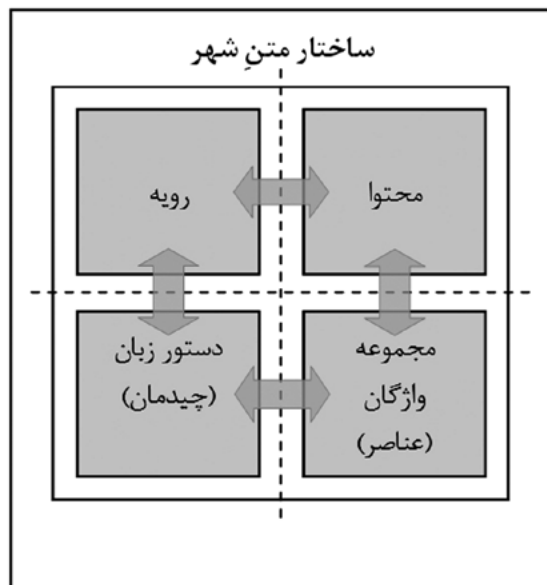 ساختار متنِ شهر
محتوا
رویه
مجموعه
واژگان
(عناصر)
دستور زبان
(چیدمان)